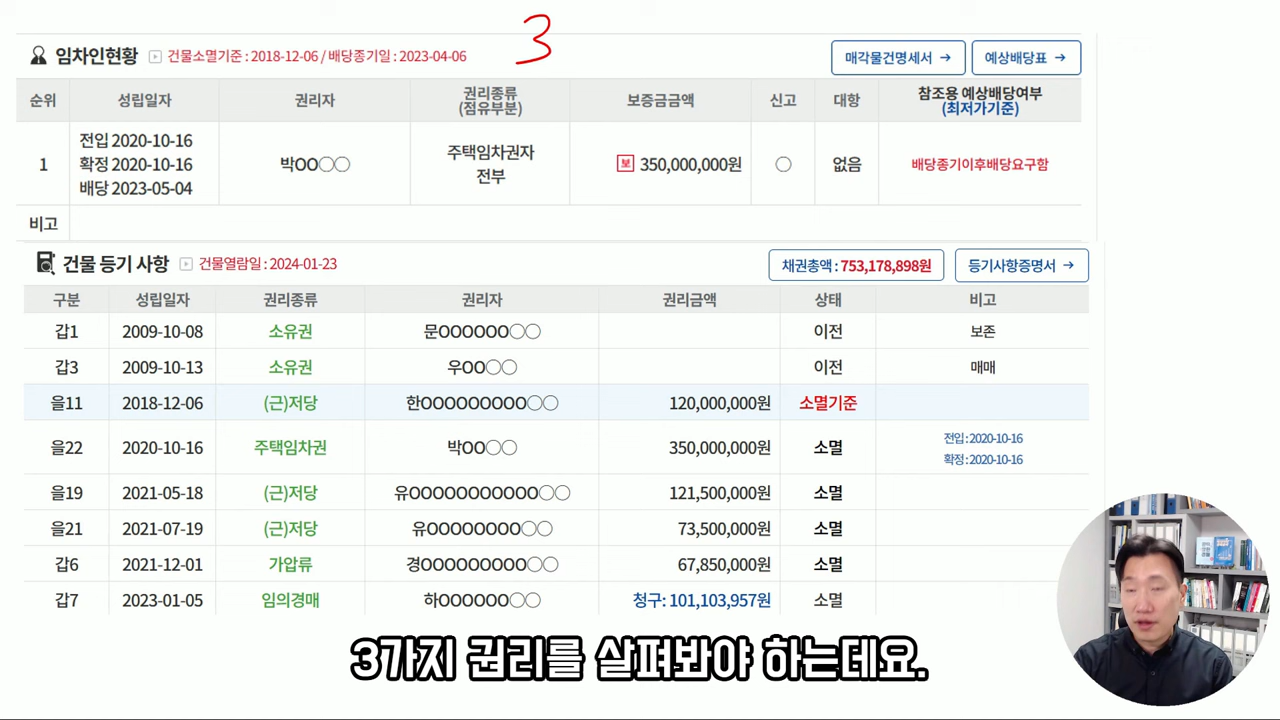 3
임차인현황 건물소멸기준 : 2018-12-06 / 배당종기일 : 2023-04-06 매각물건명세서 → 예상배당표 →
순위 성립일자 권리자 권리종류 (점유부분) 보증금금액 신고 대항 참조용 예상배당여부 (최저가기준)
1 전입 2020-10-16 확정 2020-10-16 배당 2023-05-04 박OO○○ 주택임차권자 전부 보 350,000,000원 ○ 없음 배당종기이후배당요구함
비고
건물 등기 사항 건물열람일 : 2024-01-23 채권총액 : 753,178,898원 등기사항증명서 →
구분 성립일자 권리종류 권리자 권리금액 상태 비고
갑1 2009-10-08 소유권 문OOOOOO○○ 이전 보존
갑3 2009-10-13 소유권 우OO○○ 이전 매매
을11 2018-12-06 (근)저당 한OOOOOOOOO○○ 120,000,000원 소멸기준
을22 2020-10-16 주택임차권 박OO○○ 350,000,000원 소멸 전입 : 2020-10-16 확정 : 2020-10-16
을19 2021-05-18 (근)저당 유OOOOOOOOOOO○○ 121,500,000원 소멸
을21 2021-07-19 (근)저당 유OOOOOOOO○○ 73,500,000원 소멸
갑6 2021-12-01 가압류 경OOOOOOOOO○○ 67,850,000원 소멸
갑7 2023-01-05 임의경매 하OOOOOO○○ 청구: 101,103,957원 소멸
3가지 권리를 살펴봐야 하는데요.